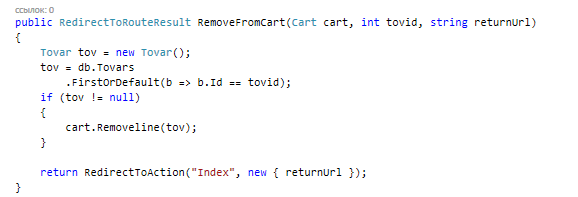 ссылок: 0
public RedirectToRouteResult RemoveFromCart(Cart cart, int tovid, string returnUrl)
{
    Tovar tov = new Tovar();
    tov = db.Tovars
        .FirstOrDefault(b => b.Id == tovid);
    if (tov != null)
    {
        cart.Removeline(tov);
    }

    return RedirectToAction("Index", new { returnUrl });
}